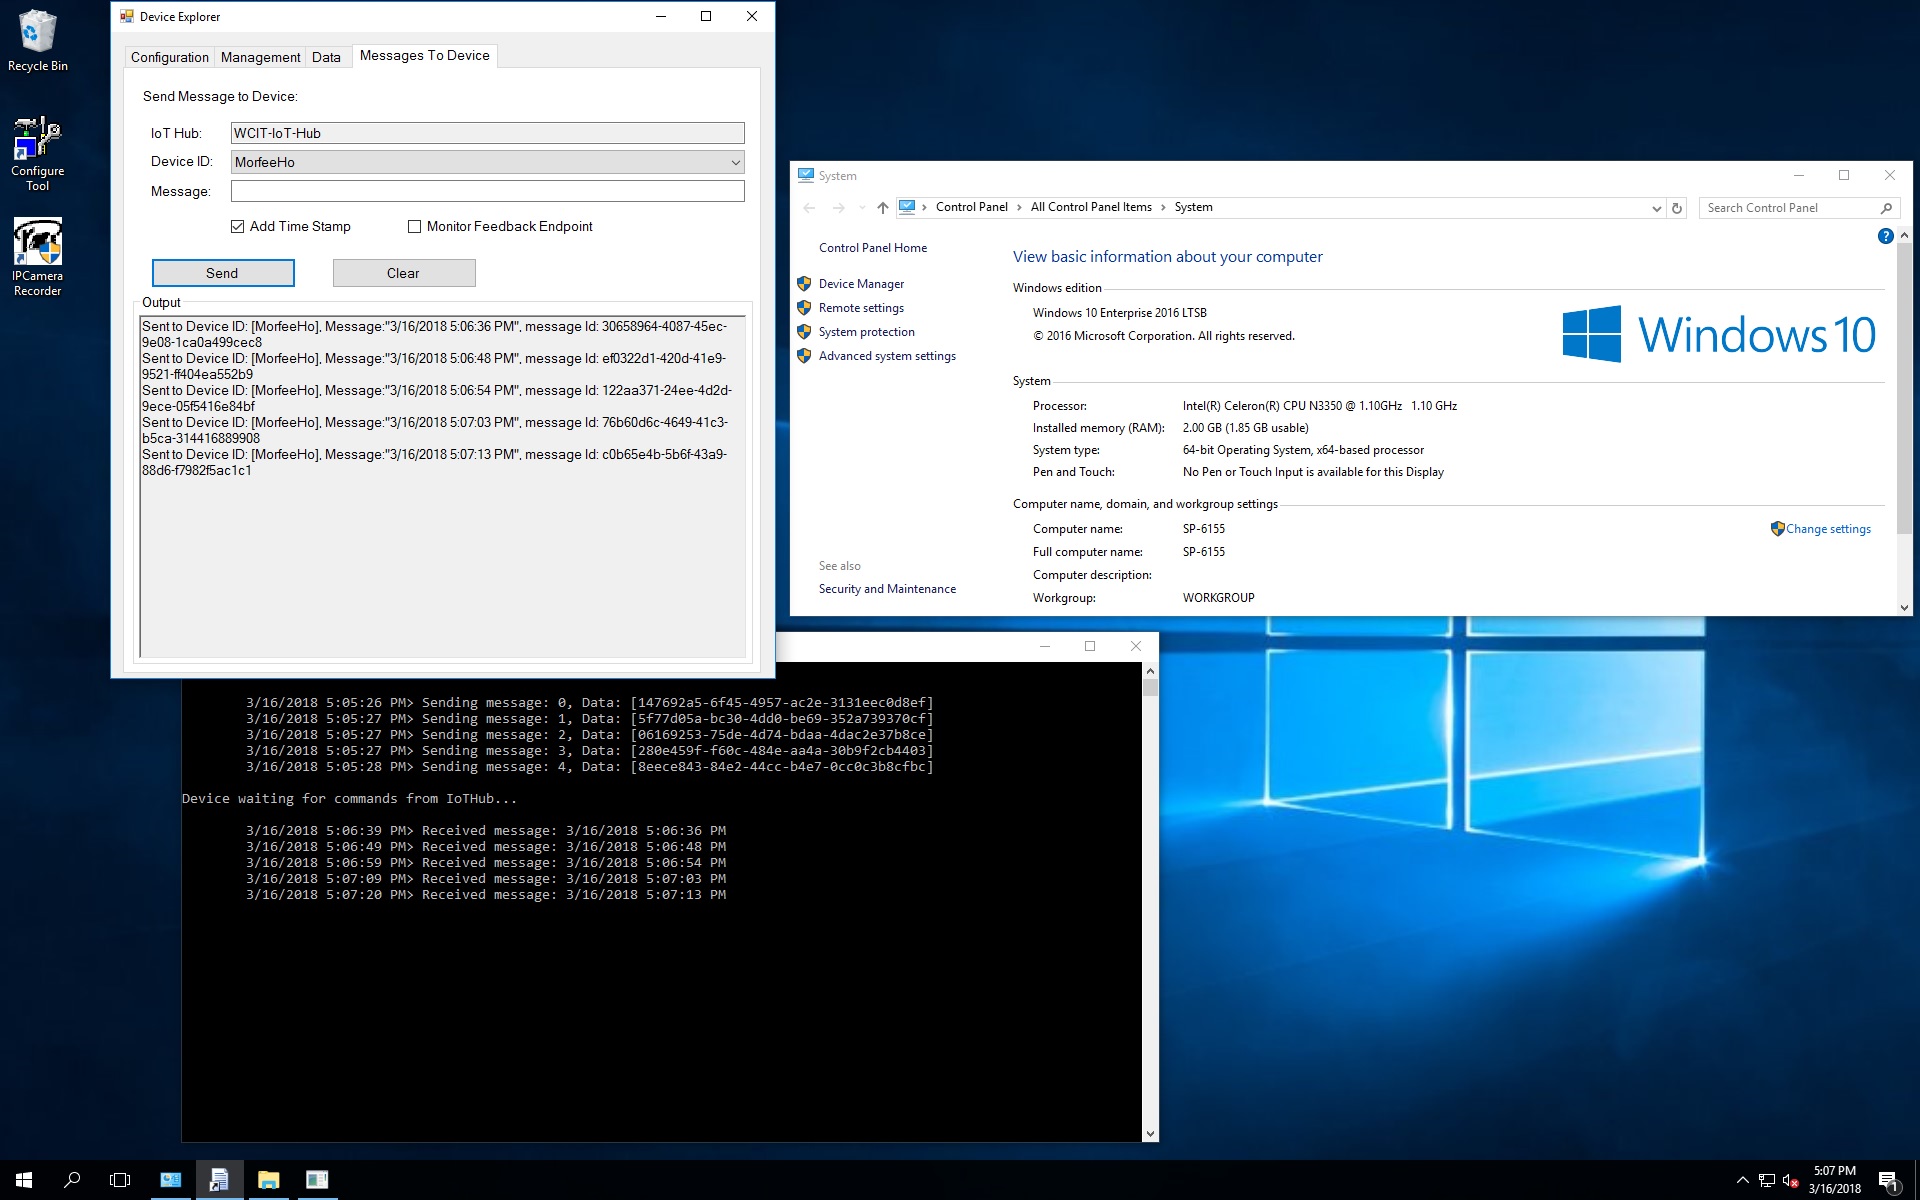 Recycle Bin
Configure
Tool
IPCamera
Recorder
Device Explorer
Configuration Management Data Messages To Device
Send Message to Device:
IoT Hub: WCIT-IoT-Hub
Device ID: MorfeeHo
Message:
Add Time Stamp Monitor Feedback Endpoint
Send Clear
Output
Sent to Device ID: [MorfeeHo], Message:"3/16/2018 5:06:36 PM", message Id: 30658964-4087-45ec-
9e08-1ca0a499cec8
Sent to Device ID: [MorfeeHo], Message:"3/16/2018 5:06:48 PM", message Id: ef0322d1-420d-41e9-
9521-ff404ea552b9
Sent to Device ID: [MorfeeHo], Message:"3/16/2018 5:06:54 PM", message Id: 122aa371-24ee-4d2d-
9ece-05f5416e84bf
Sent to Device ID: [MorfeeHo], Message:"3/16/2018 5:07:03 PM", message Id: 76b60d6c-4649-41c3-
b5ca-314416889908
Sent to Device ID: [MorfeeHo], Message:"3/16/2018 5:07:13 PM", message Id: c0b65e4b-5b6f-43a9-
88d6-f7982f5ac1c1
System
Control Panel > All Control Panel Items > System
Search Control Panel
Control Panel Home
Device Manager
Remote settings
System protection
Advanced system settings
See also
Security and Maintenance
View basic information about your computer
Windows edition
Windows 10 Enterprise 2016 LTSB
© 2016 Microsoft Corporation. All rights reserved.
Windows 10
System
Processor: Intel(R) Celeron(R) CPU N3350 @ 1.10GHz 1.10 GHz
Installed memory (RAM): 2.00 GB (1.85 GB usable)
System type: 64-bit Operating System, x64-based processor
Pen and Touch: No Pen or Touch Input is available for this Display
Computer name, domain, and workgroup settings
Computer name: SP-6155
Change settings
Full computer name: SP-6155
Computer description:
Workgroup: WORKGROUP
3/16/2018 5:05:26 PM> Sending message: 0, Data: [147692a5-6f45-4957-ac2e-3131eec0d8ef]
3/16/2018 5:05:27 PM> Sending message: 1, Data: [5f77d05a-bc30-4dd0-be69-352a739370cf]
3/16/2018 5:05:27 PM> Sending message: 2, Data: [06169253-75de-4d74-bdaa-4dac2e37b8ce]
3/16/2018 5:05:27 PM> Sending message: 3, Data: [280e459f-f60c-484e-aa4a-30b9f2cb4403]
3/16/2018 5:05:28 PM> Sending message: 4, Data: [8eece843-84e2-44cc-b4e7-0cc0c3b8cfbc]
Device waiting for commands from IoTHub...
3/16/2018 5:06:39 PM> Received message: 3/16/2018 5:06:36 PM
3/16/2018 5:06:49 PM> Received message: 3/16/2018 5:06:48 PM
3/16/2018 5:06:59 PM> Received message: 3/16/2018 5:06:54 PM
3/16/2018 5:07:09 PM> Received message: 3/16/2018 5:07:03 PM
3/16/2018 5:07:20 PM> Received message: 3/16/2018 5:07:13 PM
5:07 PM
3/16/2018
1